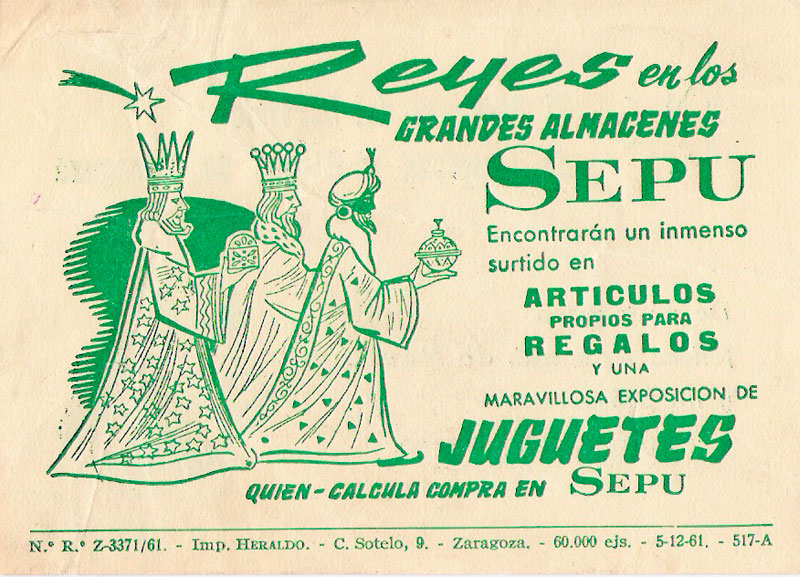 Reyes en los
GRANDES ALMACENES
SEPU
Encontrarán un inmenso
surtido en
ARTICULOS
PROPIOS PARA
REGALOS
Y UNA
MARAVILLOSA EXPOSICION DE
JUGUETES
QUIEN-CALCULA COMPRA EN SEPU
N.º R.º Z-3371/61. - Imp. HERALDO. - C. Sotelo, 9. - Zaragoza. - 60.000 ejs. - 5-12-61. - 517-A